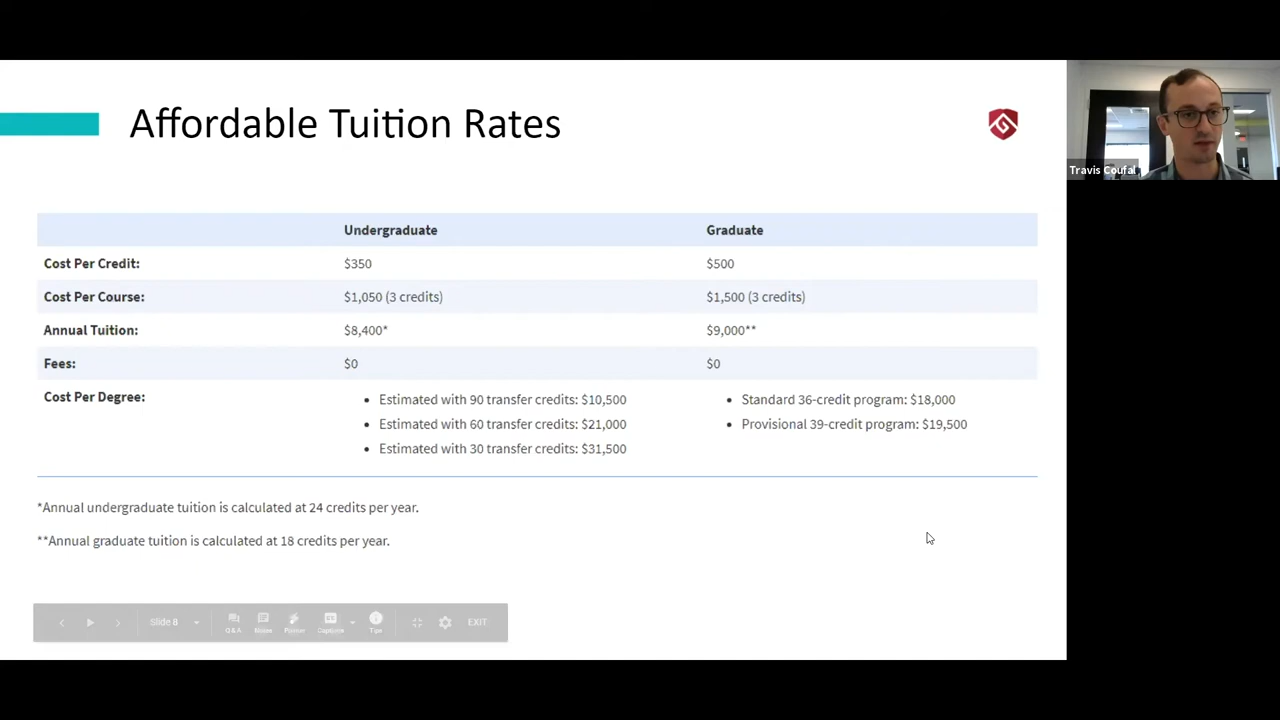 Affordable Tuition Rates
Travis Coufal
Undergraduate Graduate
Cost Per Credit: $350 $500
Cost Per Course: $1,050 (3 credits) $1,500 (3 credits)
Annual Tuition: $8,400* $9,000**
Fees: $0 $0
Cost Per Degree:
• Estimated with 90 transfer credits: $10,500
• Estimated with 60 transfer credits: $21,000
• Estimated with 30 transfer credits: $31,500
• Standard 36-credit program: $18,000
• Provisional 39-credit program: $19,500
*Annual undergraduate tuition is calculated at 24 credits per year.
**Annual graduate tuition is calculated at 18 credits per year.
Slide 8
Q&A Notes Pointer Captions Tips EXIT